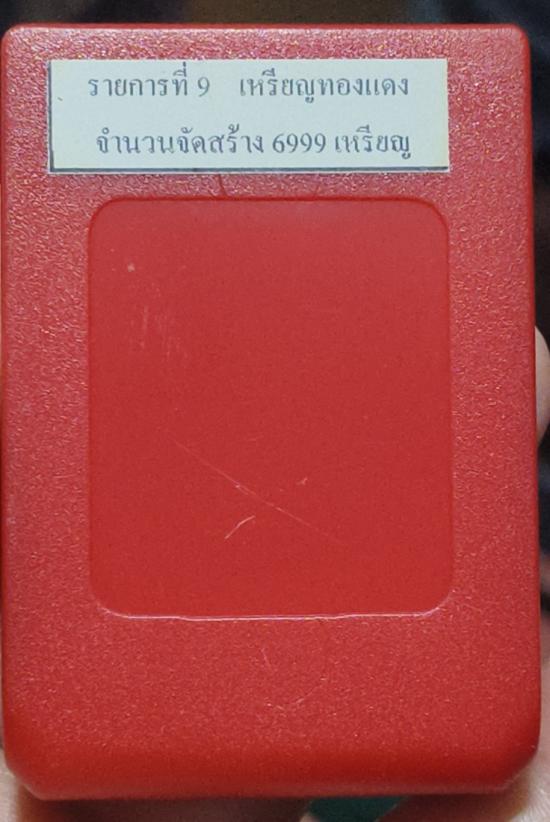 รายการที่ 9 เหรียญทองแดง
จำนวนจัดสร้าง 6999 เหรียญ